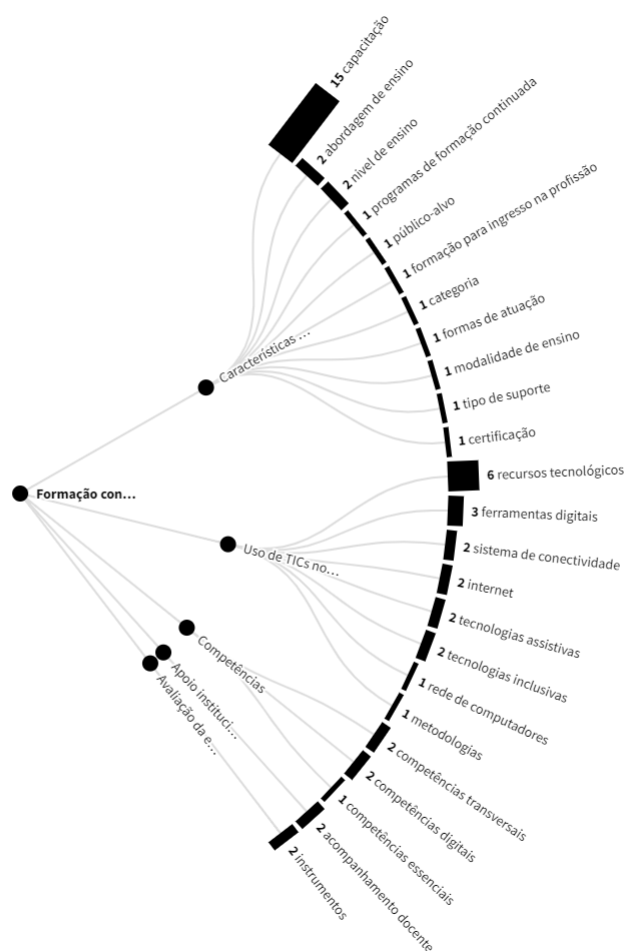 15 capacitação
2 abordagem de ensino
2 nível de ensino
1 programas de formação continuada
1 público-alvo
1 formação para ingresso na profissão
1 categoria
1 formas de atuação
1 modalidade de ensino
1 tipo de suporte
1 certificação
Características …
6 recursos tecnológicos
3 ferramentas digitais
2 sistema de conectividade
2 internet
2 tecnologias assistivas
2 tecnologias inclusivas
1 rede de computadores
1 metodologias
Formação con…
Uso de TICs no…
Competências
Apoio instituci…
Avaliação da e…
2 competências transversais
2 competências digitais
1 competências essenciais
2 acompanhamento docente
2 instrumentos